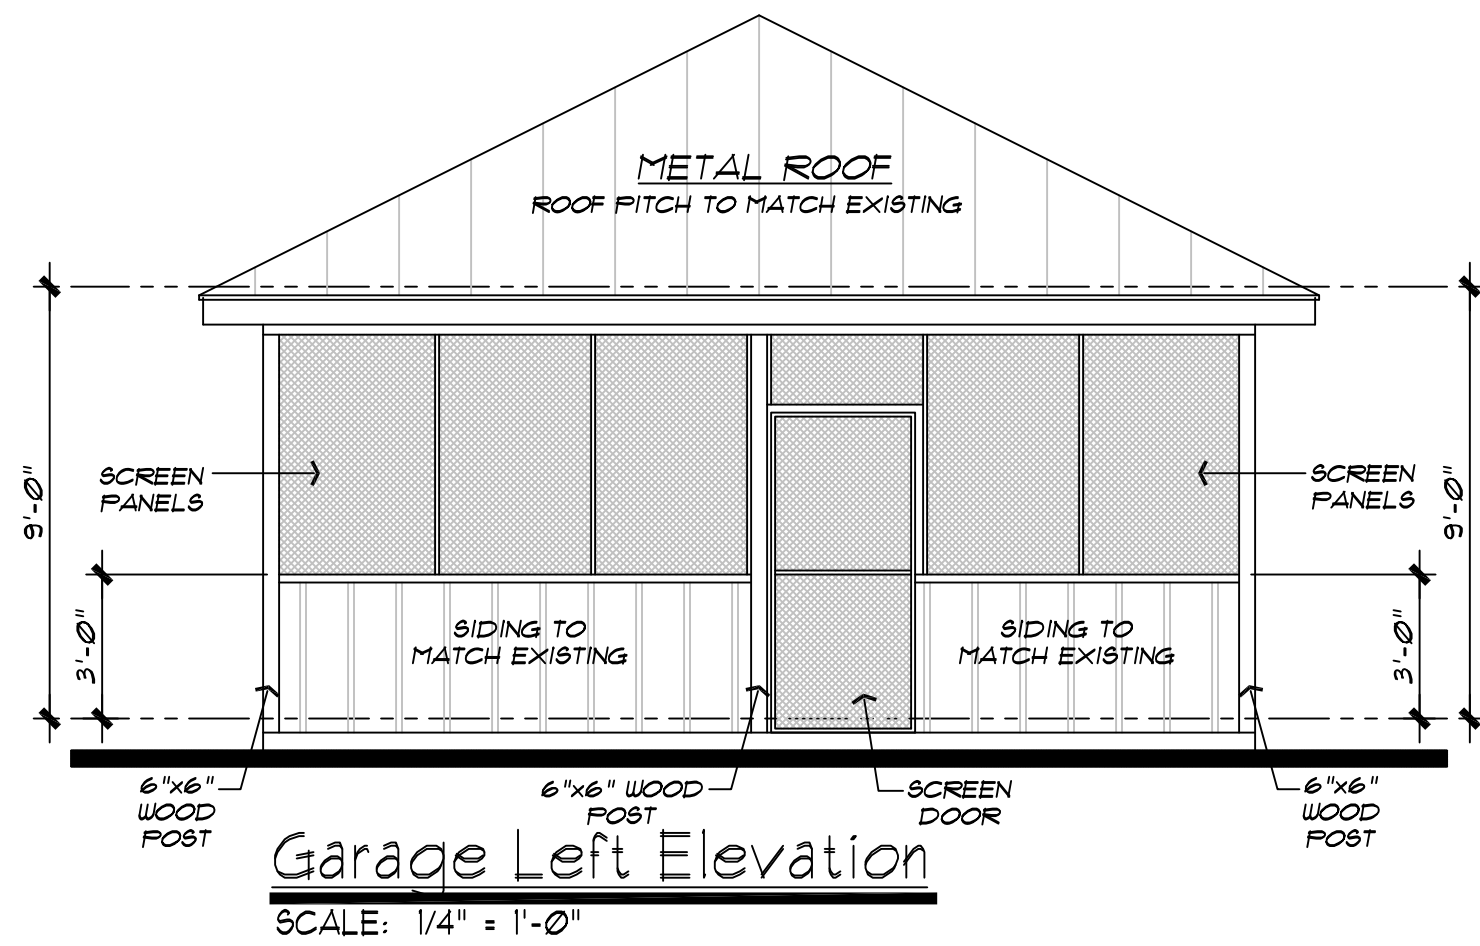 METAL ROOF
ROOF PITCH TO MATCH EXISTING
9'-0"
SCREEN
PANELS
SCREEN
PANELS
9'-0"
3'-0"
SIDING TO
MATCH EXISTING
SIDING TO
MATCH EXISTING
3'-0"
6"x6"
WOOD
POST
6"x6" WOOD
POST
SCREEN
DOOR
6"x6"
WOOD
POST
Garage Left Elevation
SCALE: 1/4" = 1'-0"